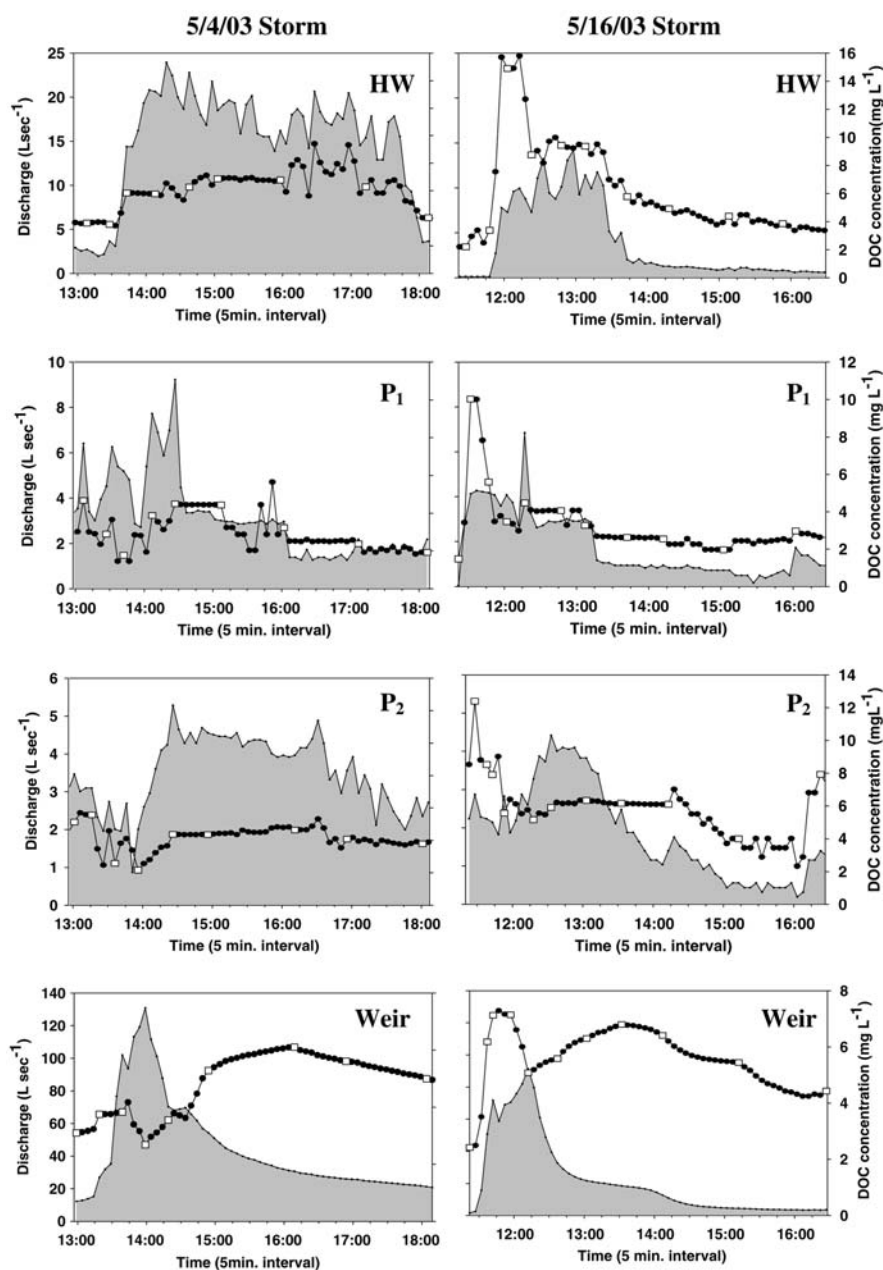 5/4/03 Storm
5/16/03 Storm
HW
25
20
15
10
5
0
Discharge (Lsec⁻¹)
13:00 14:00 15:00 16:00 17:00 18:00
Time (5min. interval)
HW
16
14
12
10
8
6
4
2
0
DOC concentration(mg L⁻¹)
12:00 13:00 14:00 15:00 16:00
Time (5min. interval)
P₁
10
8
6
4
2
0
Discharge (L sec⁻¹)
13:00 14:00 15:00 16:00 17:00 18:00
Time (5 min. interval)
P₁
12
10
8
6
4
2
0
DOC concentration (mg L⁻¹)
12:00 13:00 14:00 15:00 16:00
Time (5 min. interval)
P₂
6
5
4
3
2
1
0
Discharge (L sec⁻¹)
13:00 14:00 15:00 16:00 17:00 18:00
Time (5 min. interval)
P₂
14
12
10
8
6
4
2
0
DOC concentration (mgL⁻¹)
12:00 13:00 14:00 15:00 16:00
Time (5 min. interval)
Weir
140
120
100
80
60
40
20
0
Discharge (L sec⁻¹)
13:00 14:00 15:00 16:00 17:00 18:00
Time (5min. interval)
Weir
8
6
4
2
0
DOC concentration (mg L⁻¹)
12:00 13:00 14:00 15:00 16:00
Time (5 min. interval)